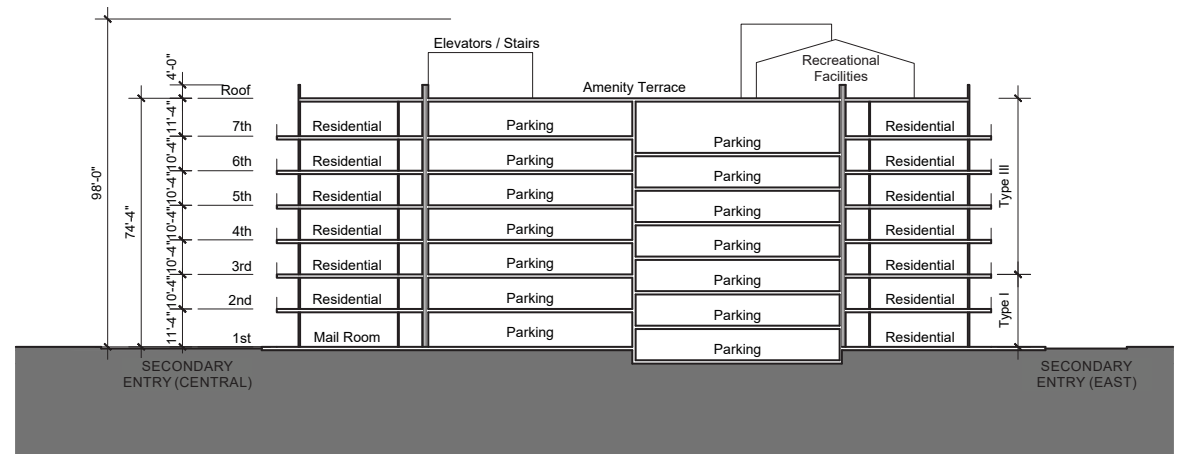 Elevators / Stairs
Recreational
Facilities
4'-0"
Roof
Amenity Terrace
11'-4"
7th
Residential
Parking
Parking
Residential
10'-4"
6th
Residential
Parking
Parking
Residential
98'-0"
10'-4"
5th
Residential
Parking
Parking
Residential
Type III
74'-4"
10'-4"
4th
Residential
Parking
Parking
Residential
10'-4"
3rd
Residential
Parking
Parking
Residential
10'-4"
2nd
Residential
Parking
Parking
Residential
Type I
11'-4"
1st
Mail Room
Parking
Parking
Residential
SECONDARY
ENTRY (CENTRAL)
SECONDARY
ENTRY (EAST)